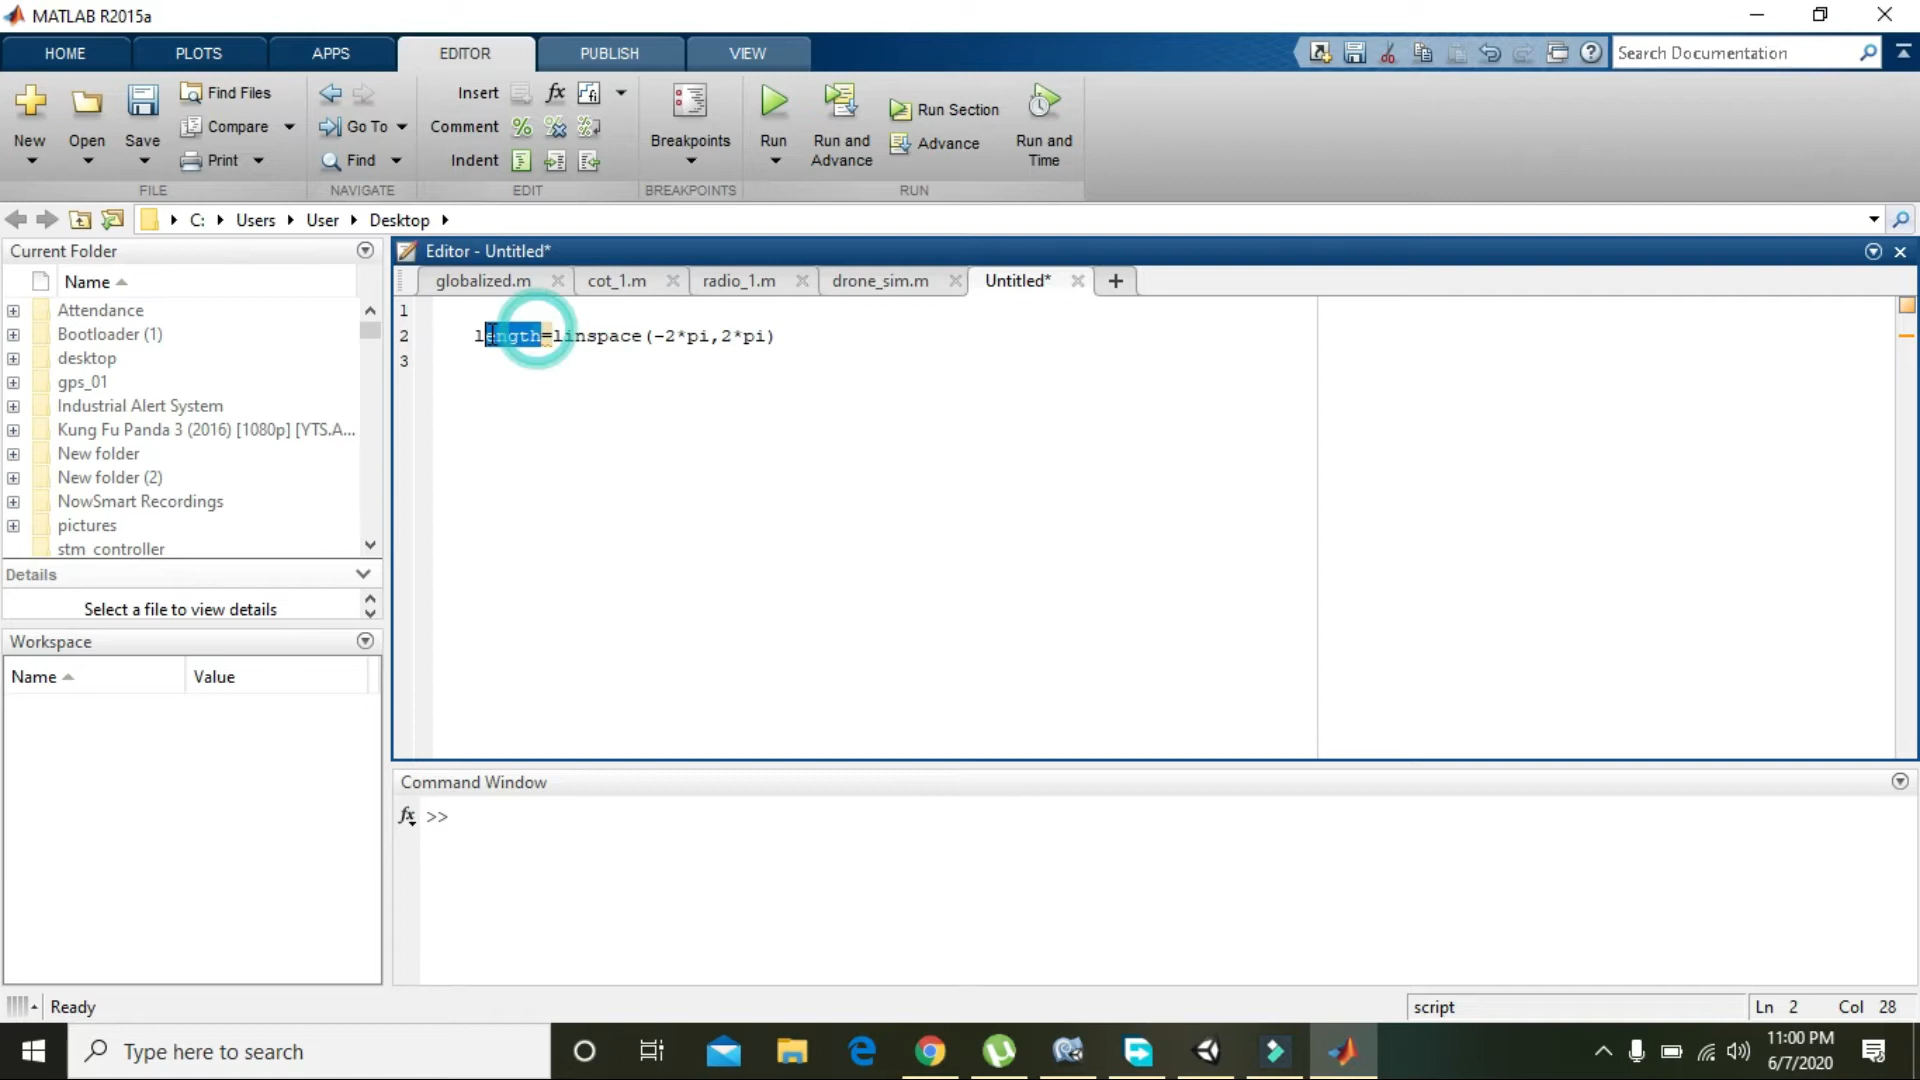 MATLAB R2015a
HOME PLOTS APPS EDITOR PUBLISH VIEW Search Documentation
New Open Save Find Files Compare Print FILE
Go To Find NAVIGATE
Insert fx Comment Indent EDIT
Breakpoints BREAKPOINTS
Run Run and Advance Run Section Advance Run and Time RUN
C: Users User Desktop
Current Folder
Name
Attendance
Bootloader (1)
desktop
gps_01
Industrial Alert System
Kung Fu Panda 3 (2016) [1080p] [YTS.A...
New folder
New folder (2)
NowSmart Recordings
pictures
stm controller
Details
Select a file to view details
Workspace
Name Value
Editor - Untitled*
globalized.m cot_1.m radio_1.m drone_sim.m Untitled* +
1
2 length=linspace(-2*pi,2*pi)
3
Command Window
fx >>
Ready script Ln 2 Col 28
Type here to search 11:00 PM
6/7/2020